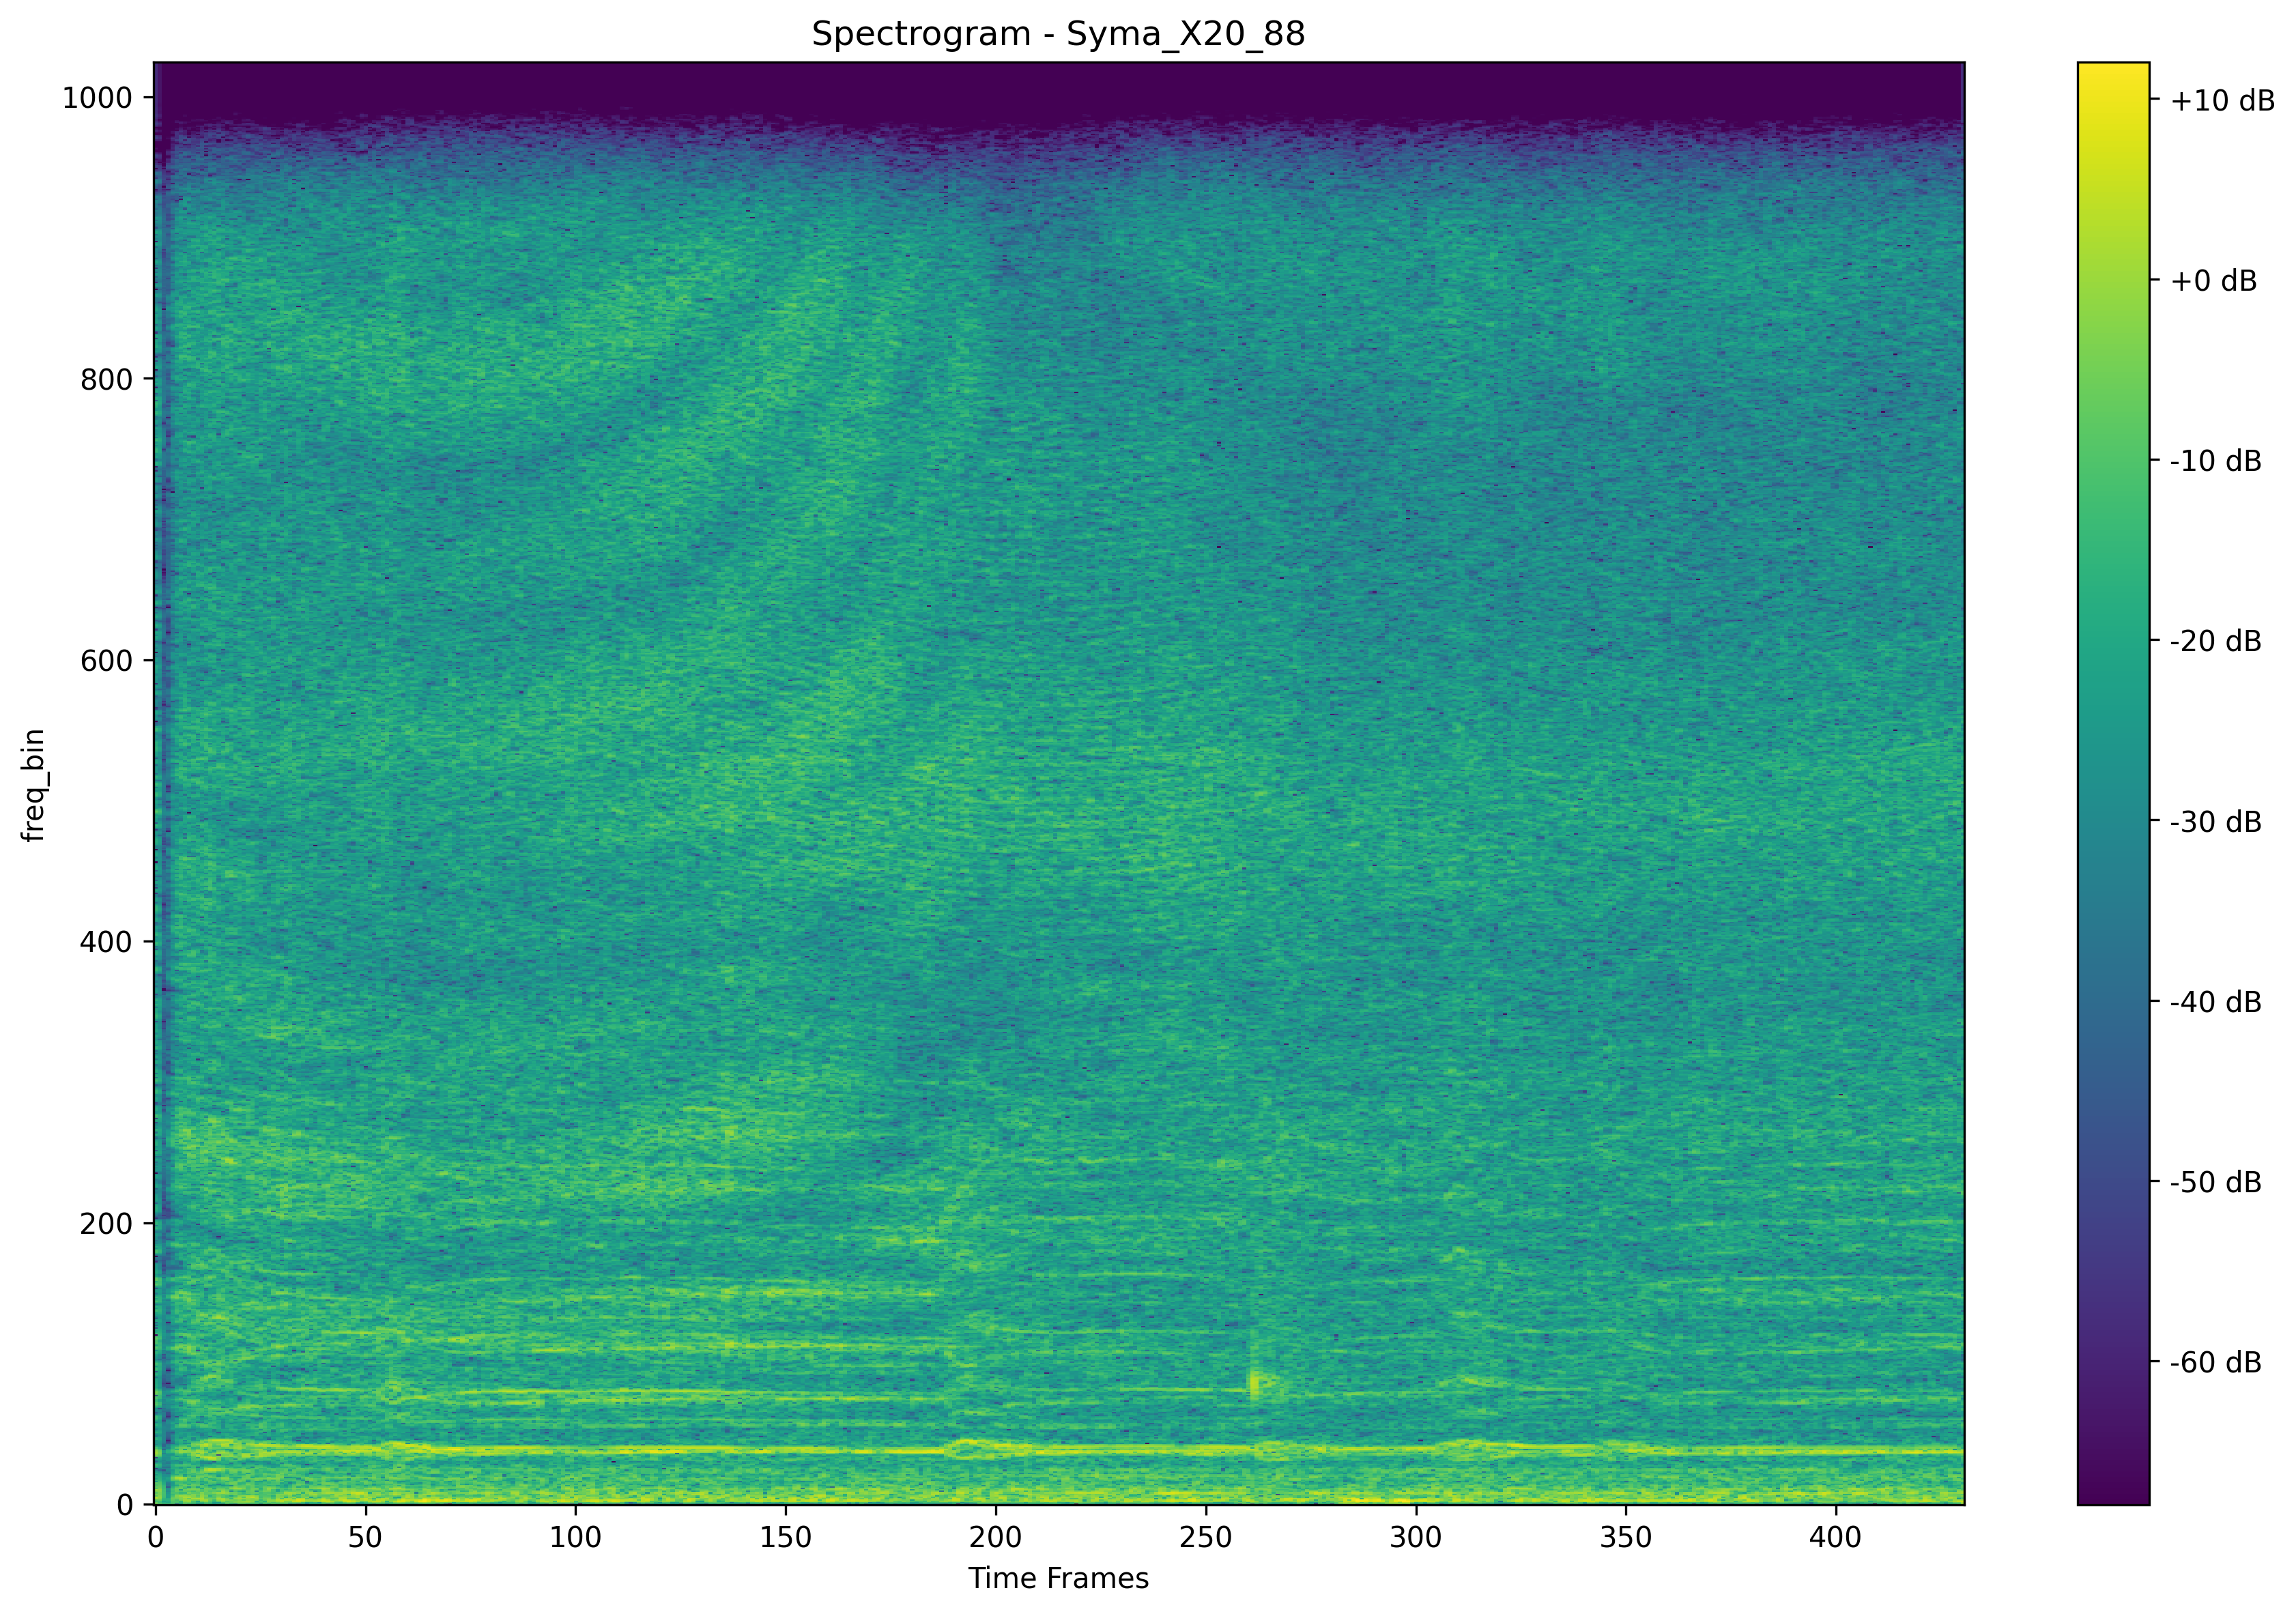 Spectrogram - Syma_X20_88
1000
800
600
400
200
0
freq_bin
0 50 100 150 200 250 300 350 400
Time Frames
+10 dB
+0 dB
-10 dB
-20 dB
-30 dB
-40 dB
-50 dB
-60 dB